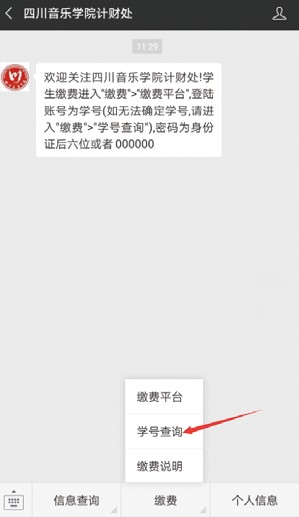 四川音乐学院计财处
11:29
欢迎关注四川音乐学院计财处!学
生缴费进入"缴费">"缴费平台",登陆
账号为学号(如无法确定学号,请进
入"缴费">"学号查询"),密码为身份
证后六位或者 000000
缴费平台
学号查询
缴费说明
信息查询
缴费
个人信息